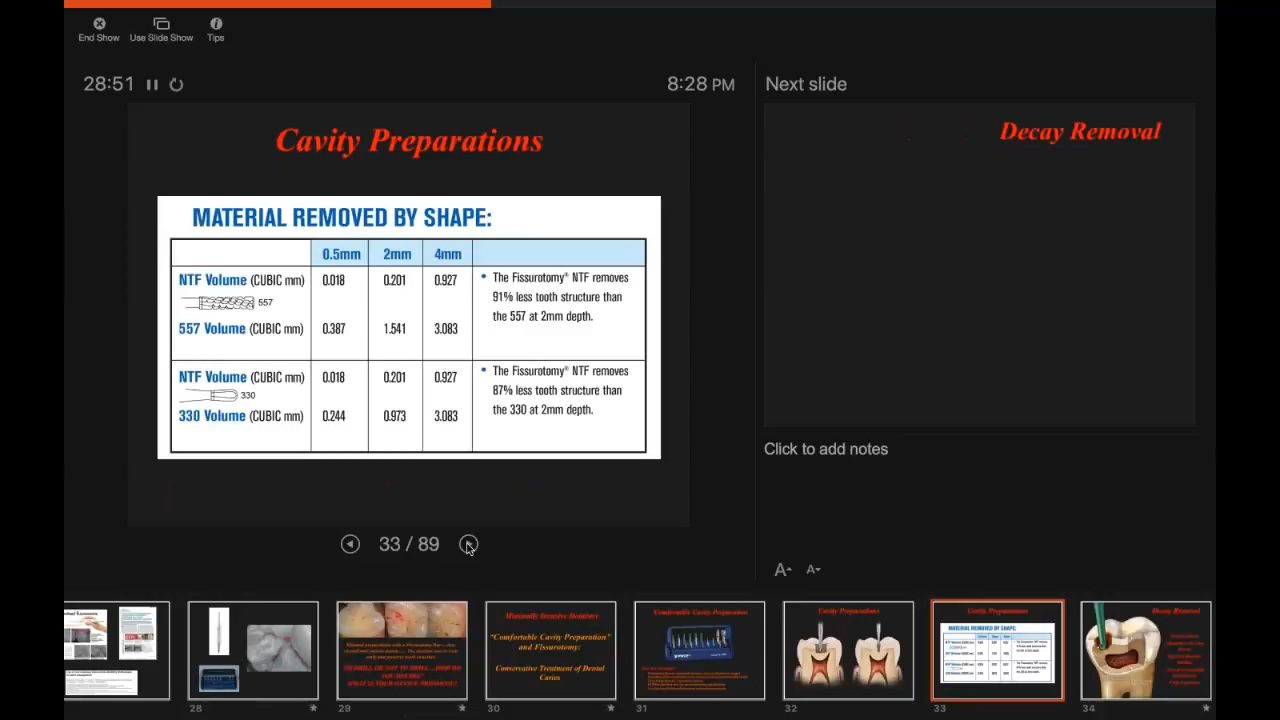 End Show Use Slide Show Tips
28:51 8:28 PM
Next slide
Cavity Preparations
MATERIAL REMOVED BY SHAPE:
0.5mm 2mm 4mm
NTF Volume (CUBIC mm) 0.018 0.201 0.927
557
557 Volume (CUBIC mm) 0.387 1.541 3.083
• The Fissurotomy® NTF removes
91% less tooth structure than
the 557 at 2mm depth.
NTF Volume (CUBIC mm) 0.018 0.201 0.927
330
330 Volume (CUBIC mm) 0.244 0.973 3.083
• The Fissurotomy® NTF removes
87% less tooth structure than
the 330 at 2mm depth.
33 / 89
Decay Removal
Click to add notes
A A
Minimally Invasive Dentistry
"Comfortable Cavity Preparation"
and Fissurotomy:
Conservative Treatment of Dental
Caries
Comfortable Cavity Preparation
Cavity Preparations
Cavity Preparations
MATERIAL REMOVED BY SHAPE:
Decay Removal
28 29 30 31 32 33 34